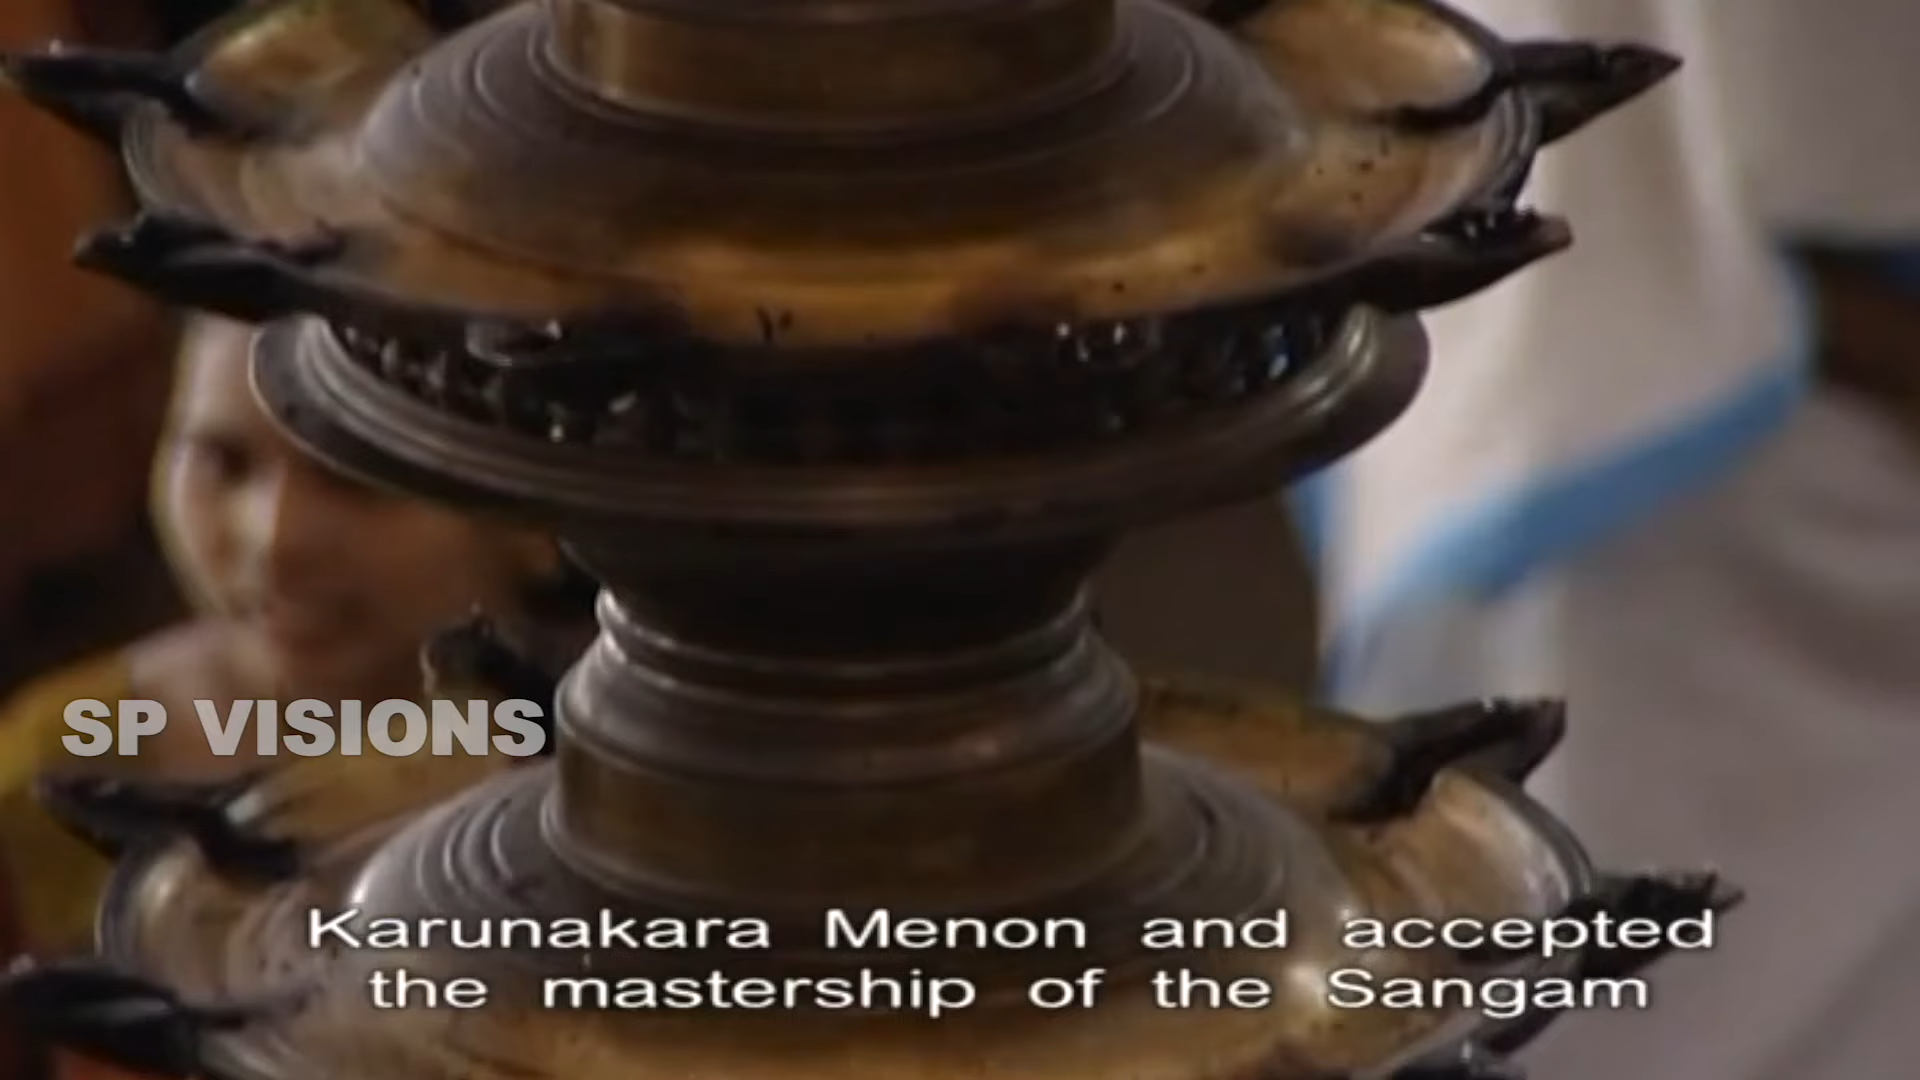 SP VISIONS
Karunakara Menon and accepted
the mastership of the Sangam